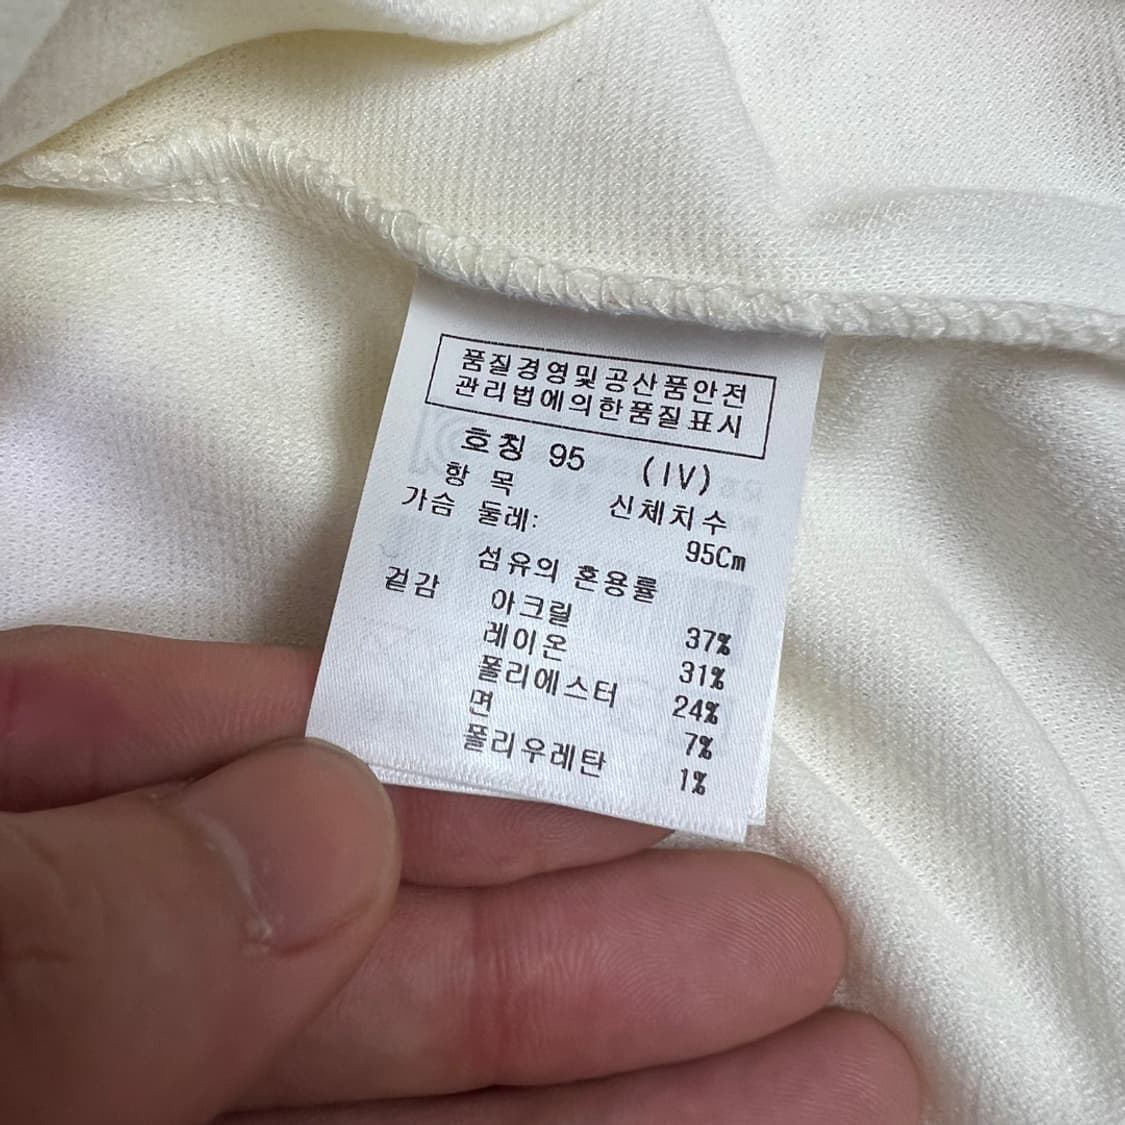 품질경영및공산품안전
관리법에의한품질표시
호칭 95 (IV)
항 목 신체치수
가슴 둘레: 95Cm
섬유의 혼용률
겉감 아크릴 37%
레이온 31%
폴리에스터 24%
면 7%
폴리우레탄 1%